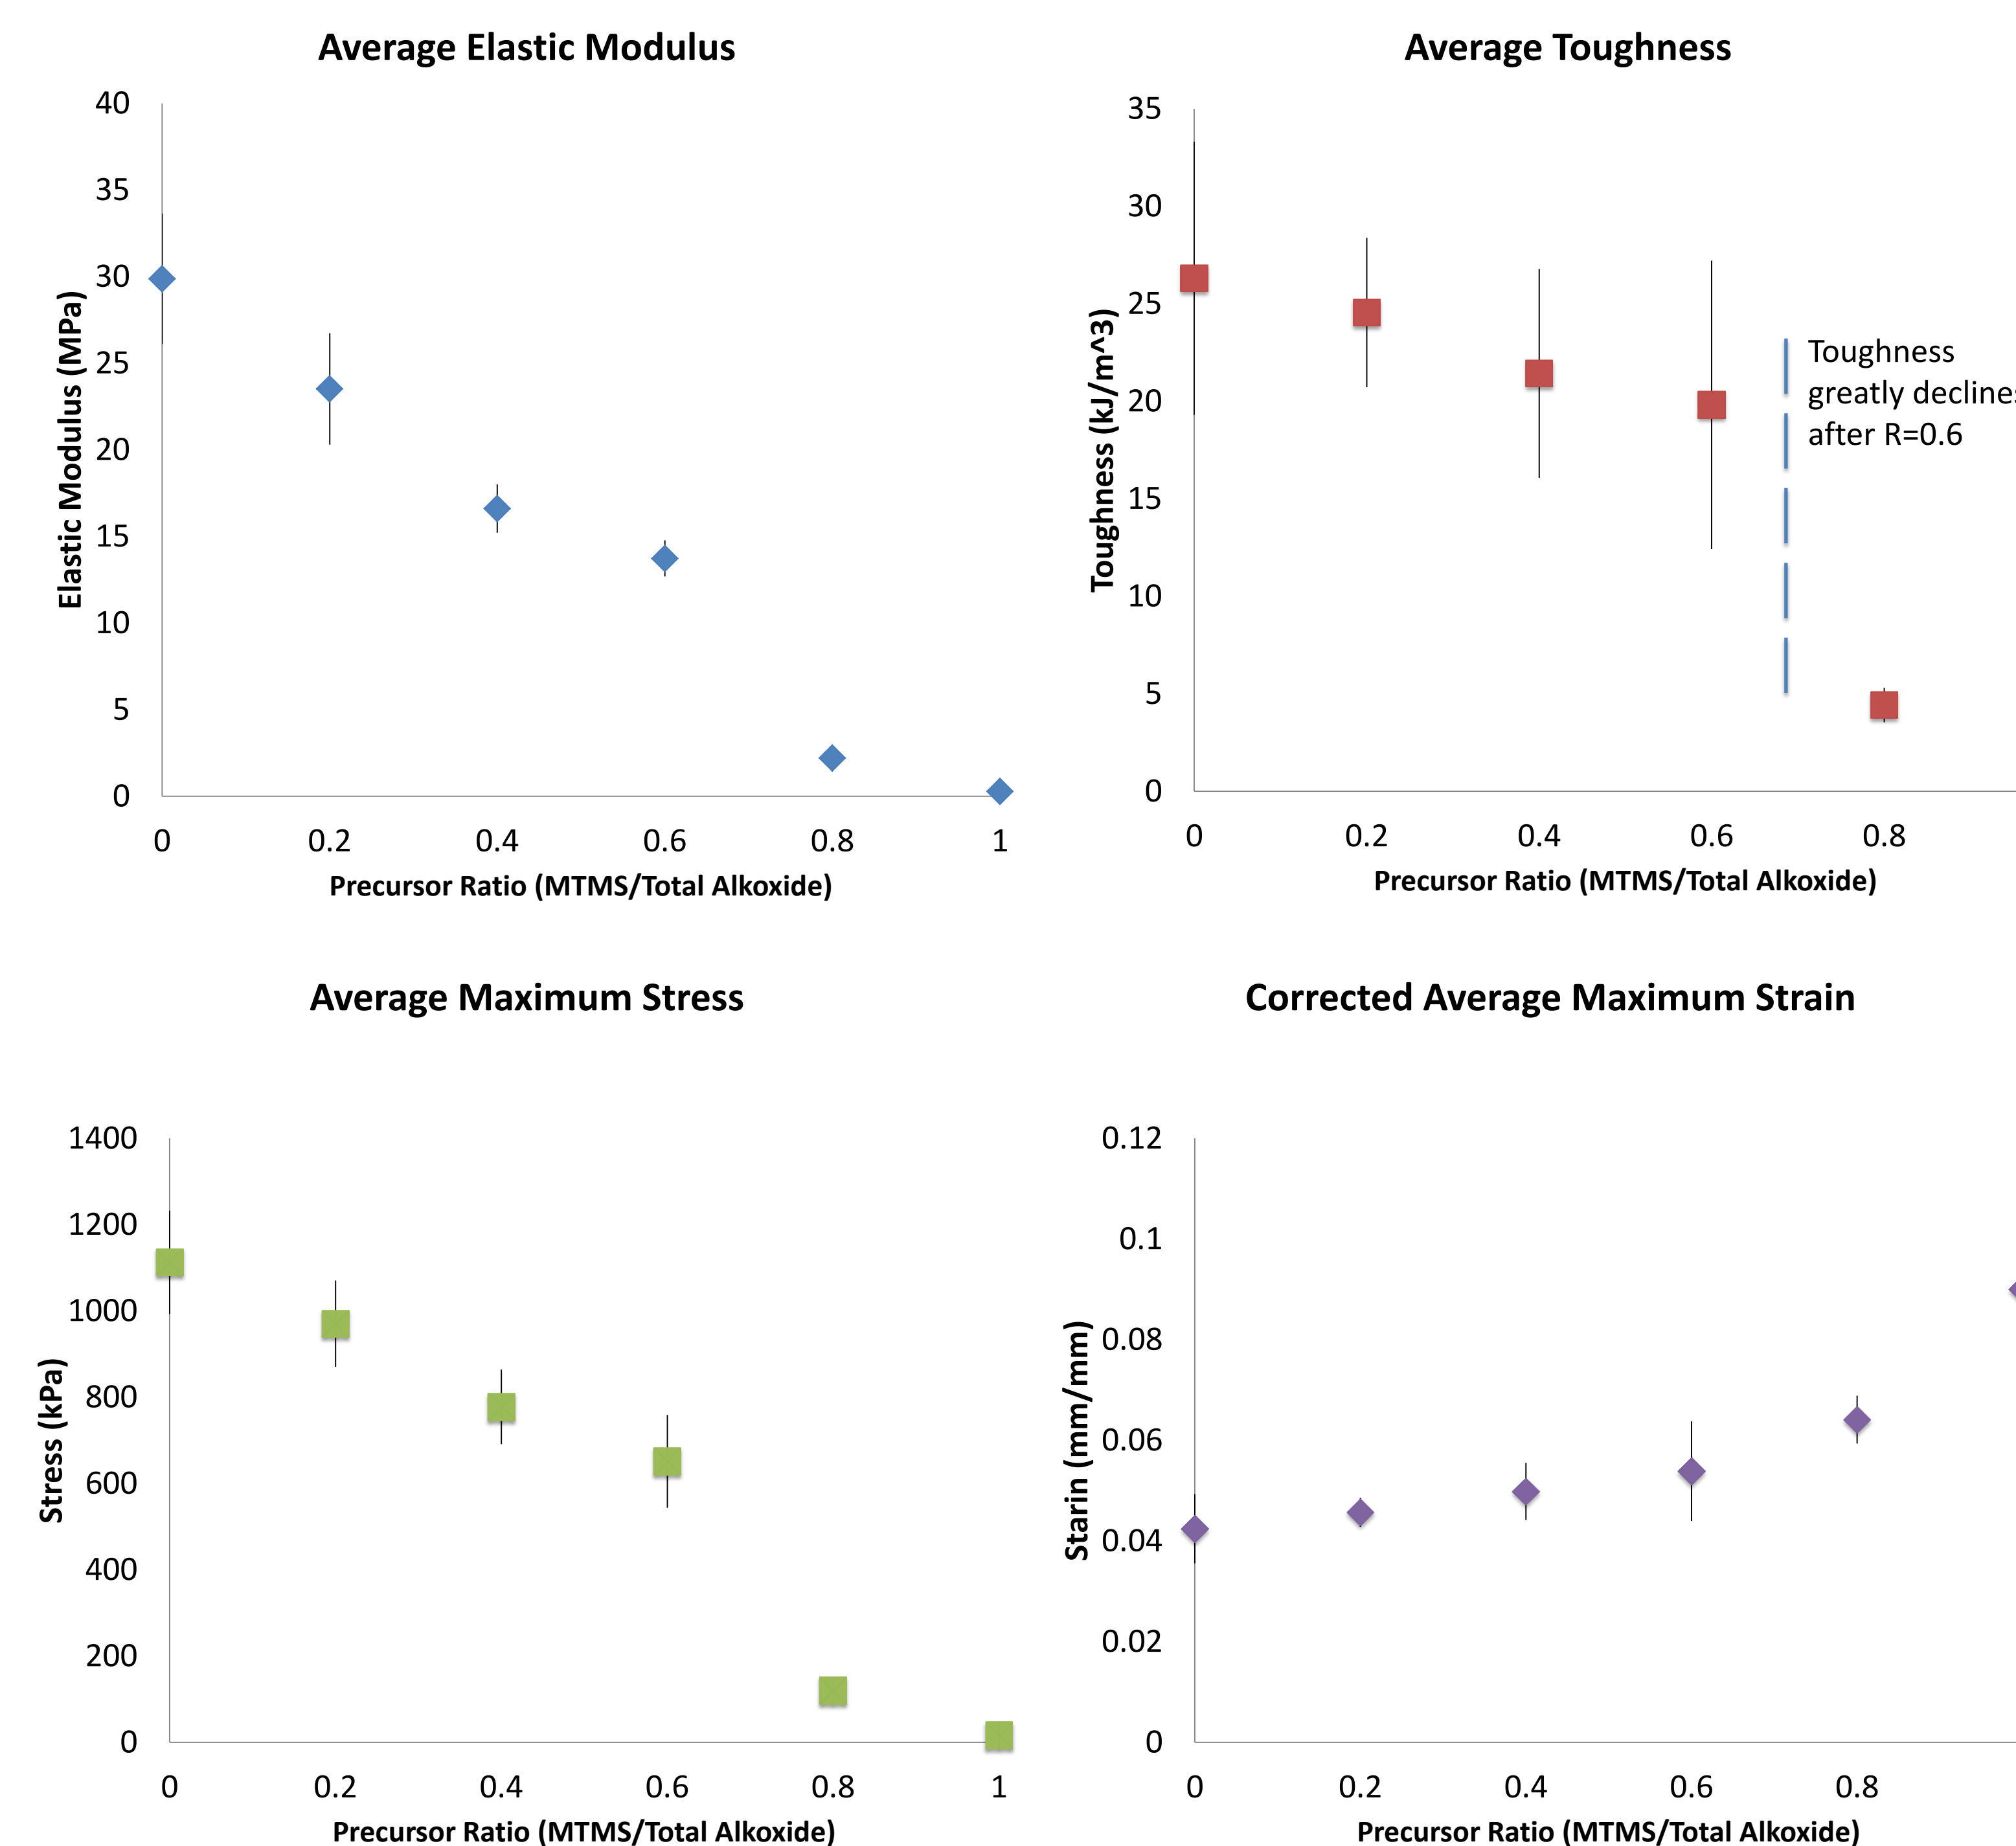 Average Elastic Modulus
40
35
30
25
20
15
10
5
0
Elastic Modulus (MPa)
0 0.2 0.4 0.6 0.8 1
Precursor Ratio (MTMS/Total Alkoxide)
Average Toughness
35
30
25
20
15
10
5
0
Toughness (kJ/m^3)
Toughness
greatly declines
after R=0.6
0 0.2 0.4 0.6 0.8
Precursor Ratio (MTMS/Total Alkoxide)
Average Maximum Stress
1400
1200
1000
800
600
400
200
0
Stress (kPa)
0 0.2 0.4 0.6 0.8 1
Precursor Ratio (MTMS/Total Alkoxide)
Corrected Average Maximum Strain
0.12
0.1
0.08
0.06
0.04
0.02
0
Starin (mm/mm)
0 0.2 0.4 0.6 0.8
Precursor Ratio (MTMS/Total Alkoxide)